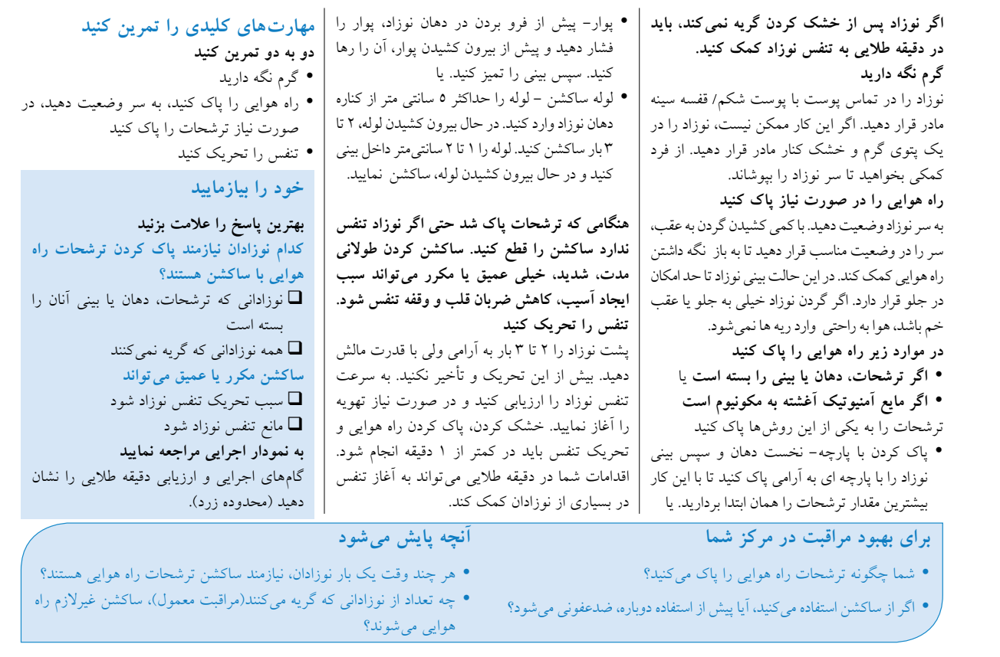 اگر نوزاد پس از خشک کردن گریه نمی‌کند، باید
در دقیقه طلایی به تنفس نوزاد کمک کنید.
گرم نگه دارید
نوزاد را در تماس پوست با پوست شکم/ قفسه سینه
مادر قرار دهید. اگر این کار ممکن نیست، نوزاد را در
یک پتوی گرم و خشک کنار مادر قرار دهید. از فرد
کمکی بخواهید تا سر نوزاد را بپوشاند.
راه هوایی را در صورت نیاز پاک کنید
به سر نوزاد وضعیت دهید. با کمی کشیدن گردن به عقب،
سر را در وضعیت مناسب قرار دهید تا به باز نگه داشتن
راه هوایی کمک کند. در این حالت بینی نوزاد تا حد امکان
در جلو قرار دارد. اگر گردن نوزاد خیلی به جلو یا عقب
خم باشد، هوا به راحتی وارد ریه ها نمی‌شود.
در موارد زیر راه هوایی را پاک کنید
• اگر ترشحات، دهان یا بینی را بسته است یا
• اگر مایع آمنیوتیک آغشته به مکونیوم است
ترشحات را به یکی از این روش‌ها پاک کنید
• پاک کردن با پارچه- نخست دهان و سپس بینی
نوزاد را با پارچه ای به آرامی پاک کنید تا با این کار
بیشترین مقدار ترشحات را همان ابتدا بردارید. یا
• پوار- پیش از فرو بردن در دهان نوزاد، پوار را
فشار دهید و پیش از بیرون کشیدن پوار، آن را رها
کنید. سپس بینی را تمیز کنید. یا
• لوله ساکشن - لوله را حداکثر ٥ سانتی متر از کناره
دهان نوزاد وارد کنید. در حال بیرون کشیدن لوله، ٢ تا
٣ بار ساکشن کنید. لوله را ١ تا ٢ سانتی‌متر داخل بینی
کنید و در حال بیرون کشیدن لوله، ساکشن نمایید.
هنگامی که ترشحات پاک شد حتی اگر نوزاد تنفس
ندارد ساکشن را قطع کنید. ساکشن کردن طولانی
مدت، شدید، خیلی عمیق یا مکرر می‌تواند سبب
ایجاد آسیب، کاهش ضربان قلب و وقفه تنفس شود.
تنفس را تحریک کنید
پشت نوزاد را ٢ تا ٣ بار به آرامی ولی با قدرت مالش
دهید. بیش از این تحریک و تأخیر نکنید. به سرعت
تنفس نوزاد را ارزیابی کنید و در صورت نیاز تهویه
را آغاز نمایید. خشک کردن، پاک کردن راه هوایی و
تحریک تنفس باید در کمتر از ١ دقیقه انجام شود.
اقدامات شما در دقیقه طلایی می‌تواند به آغاز تنفس
در بسیاری از نوزادان کمک کند.
مهارت‌های کلیدی را تمرین کنید
دو به دو تمرین کنید
• گرم نگه دارید
• راه هوایی را پاک کنید، به سر وضعیت دهید، در
صورت نیاز ترشحات را پاک کنید
• تنفس را تحریک کنید
خود را بیازمایید
بهترین پاسخ را علامت بزنید
کدام نوزادان نیازمند پاک کردن ترشحات راه
هوایی با ساکشن هستند؟
❑ نوزادانی که ترشحات، دهان یا بینی آنان را
بسته است
❑ همه نوزادانی که گریه نمی‌کنند
ساکشن مکرر یا عمیق می‌تواند
❑ سبب تحریک تنفس نوزاد شود
❑ مانع تنفس نوزاد شود
به نمودار اجرایی مراجعه نمایید
گام‌های اجرایی و ارزیابی دقیقه طلایی را نشان
دهید (محدوده زرد).
برای بهبود مراقبت در مرکز شما
• شما چگونه ترشحات راه هوایی را پاک می‌کنید؟
• اگر از ساکشن استفاده می‌کنید، آیا پیش از استفاده دوباره، ضدعفونی می‌شود؟
آنچه پایش می‌شود
• هر چند وقت یک بار نوزادان، نیازمند ساکشن ترشحات راه هوایی هستند؟
• چه تعداد از نوزادانی که گریه می‌کنند(مراقبت معمول)، ساکشن غیرلازم راه
هوایی می‌شوند؟